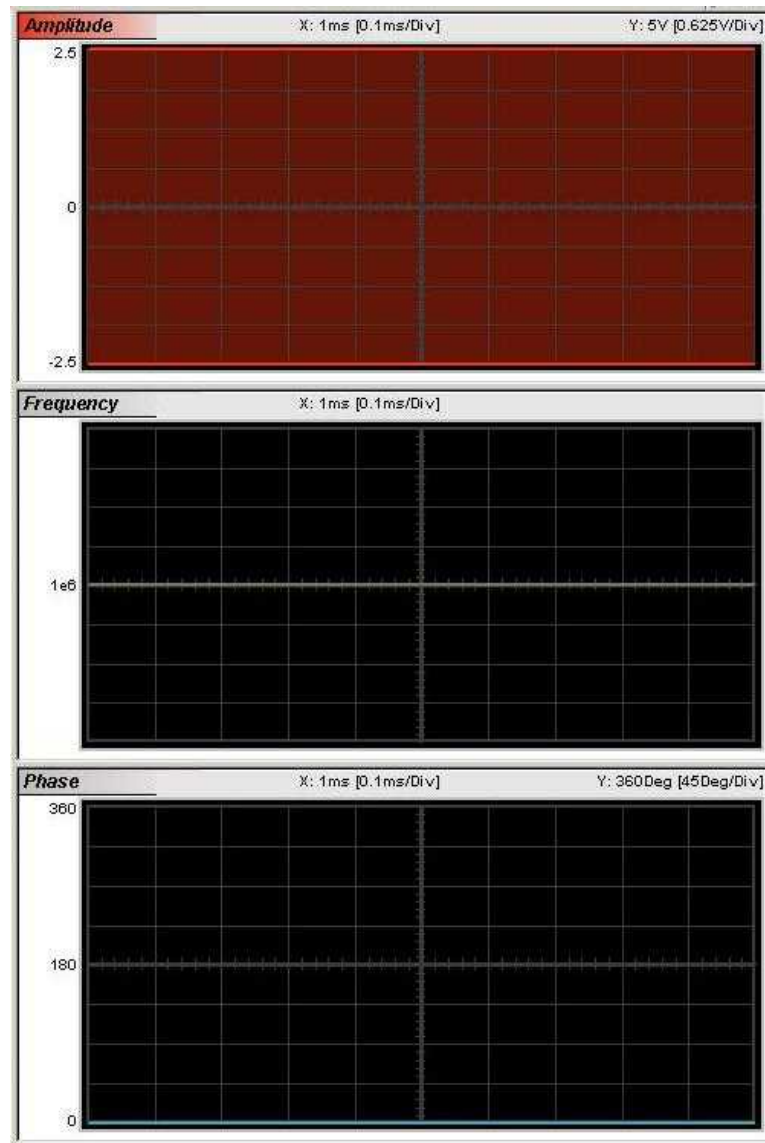 Amplitude X: 1ms [0.1ms/Div] Y: 5V [0.625V/Div]
2.5
0
-2.5
Frequency X: 1ms [0.1ms/Div]
1e6
Phase X: 1ms [0.1ms/Div] Y: 360Deg [45Deg/Div]
360
180
0